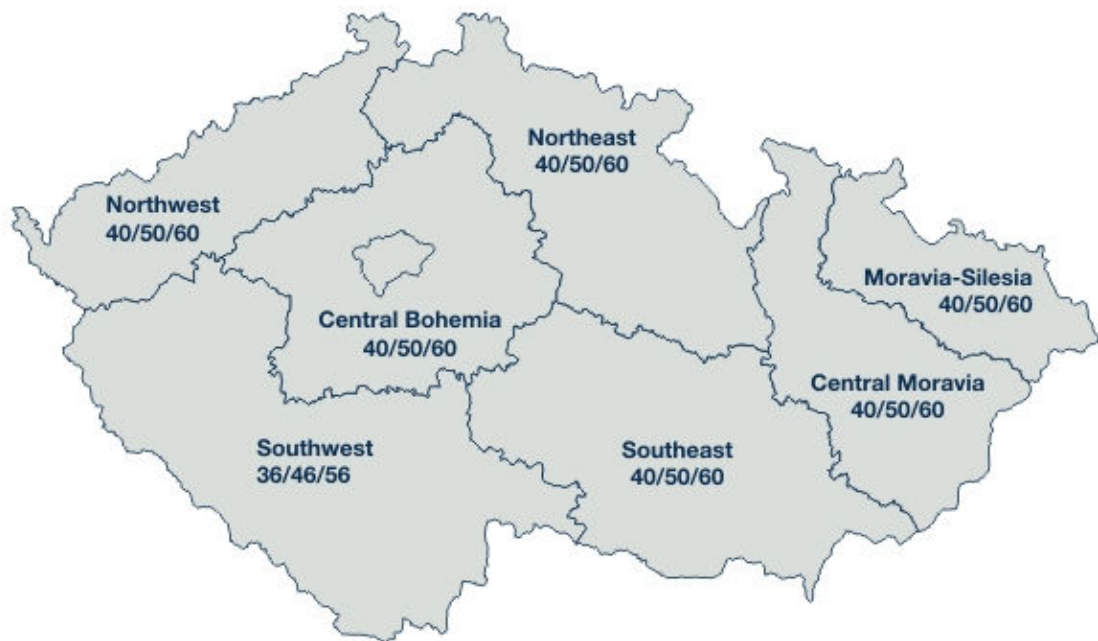 Northeast
40/50/60
Northwest
40/50/60
Moravia-Silesia
40/50/60
Central Bohemia
40/50/60
Central Moravia
40/50/60
Southwest
36/46/56
Southeast
40/50/60